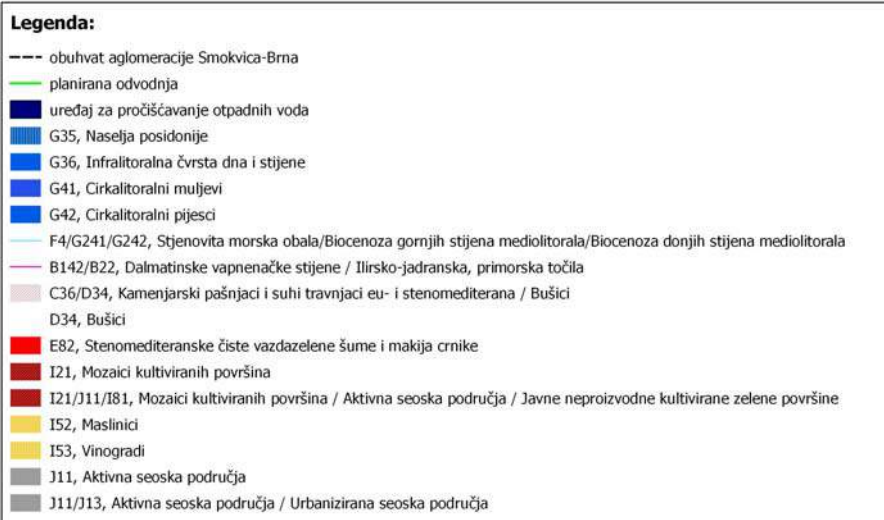 Legenda:
obuhvat aglomeracije Smokvica-Brna
planirana odvodnja
uređaj za pročišćavanje otpadnih voda
G35, Naselja posidonije
G36, Infralitoralna čvrsta dna i stijene
G41, Cirkalitoralni muljevi
G42, Cirkalitoralni pijesci
F4/G241/G242, Stjenovita morska obala/Biocenoza gornjih stijena mediolitorala/Biocenoza donjih stijena mediolitorala
B142/B22, Dalmatinske vapnenačke stijene / Ilirsko-jadranska, primorska točila
C36/D34, Kamenjarski pašnjaci i suhi travnjaci eu- i stenomediterana / Bušici
D34, Bušici
E82, Stenomediteranske čiste vazdazelene šume i makija crnike
I21, Mozaici kultiviranih površina
I21/J11/I81, Mozaici kultiviranih površina / Aktivna seoska područja / Javne neproizvodne kultivirane zelene površine
I52, Maslinici
I53, Vinogradi
J11, Aktivna seoska područja
J11/J13, Aktivna seoska područja / Urbanizirana seoska područja